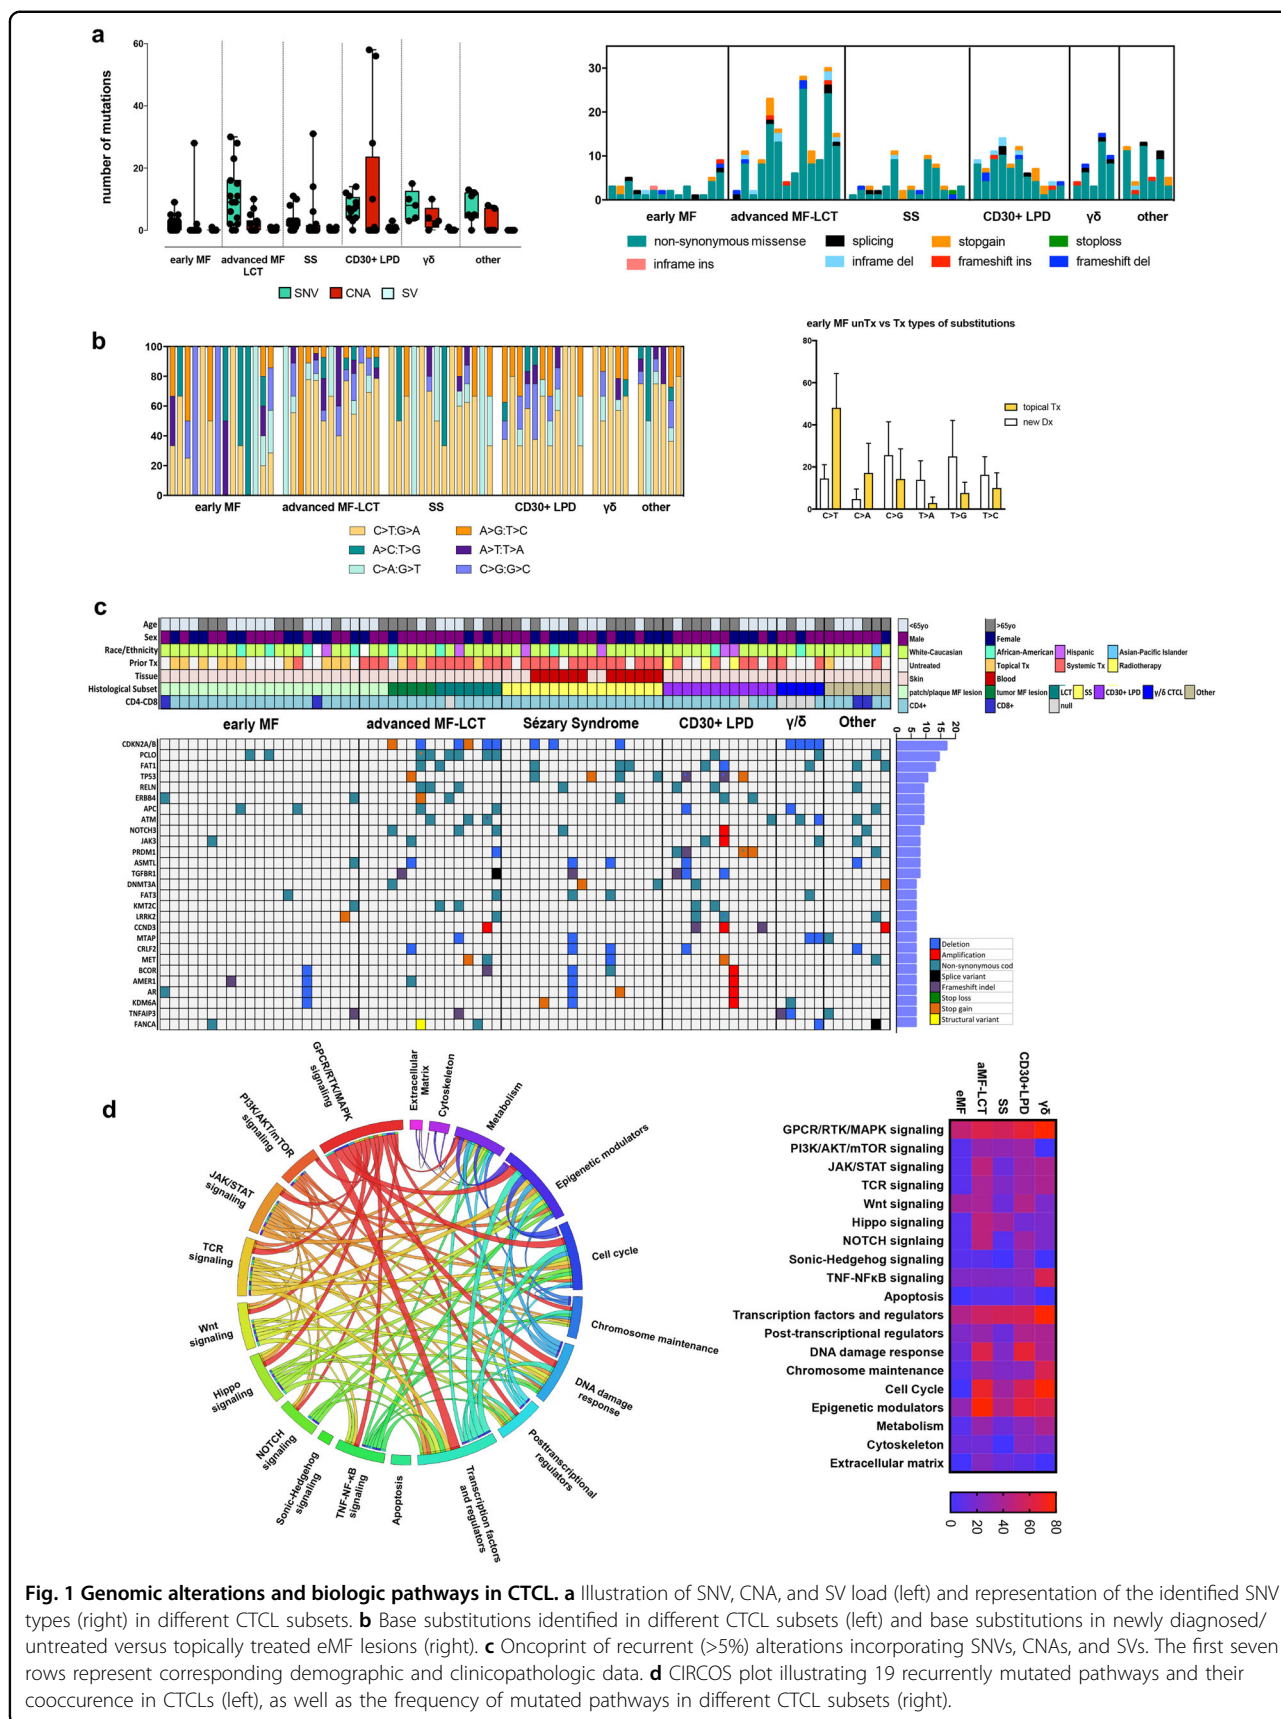 a
60
40
20
0
number of mutations
early MF
advanced MF
LCT
SS
CD30+ LPD
γδ
other
SNV
CNA
SV
30
20
10
0
early MF
advanced MF-LCT
SS
CD30+ LPD
γδ
other
non-synonymous missense
splicing
stopgain
stoploss
inframe ins
inframe del
frameshift ins
frameshift del
b
100
80
60
40
20
0
early MF
advanced MF-LCT
SS
CD30+ LPD
γδ
other
C>T:G>A
A>G:T>C
A>C:T>G
A>T:T>A
C>A:G>T
C>G:G>C
early MF unTx vs Tx types of substitutions
80
60
40
20
0
C>T
C>A
C>G
T>A
T>G
T>C
topical Tx
new Dx
c
Age
Sex
Race/Ethnicity
Prior Tx
Tissue
Histological Subset
CD4-CD8
<65yo
>65yo
Male
Female
White-Caucasian
African-American
Hispanic
Asian-Pacific Islander
Untreated
Topical Tx
Systemic Tx
Radiotherapy
Skin
Blood
patch/plaque MF lesion
tumor MF lesion
LCT
SS
CD30+ LPD
γ/δ CTCL
Other
CD4+
CD8+
null
early MF
advanced MF-LCT
Sézary Syndrome
CD30+ LPD
γ/δ
Other
0
5
10
15
20
CDKN2A/B
PCLO
FAT1
TP53
RELN
ERBB4
APC
ATM
NOTCH3
JAK3
PRDM1
ASMTL
TGFBR1
DNMT3A
FAT3
KMT2C
LRRK2
CCND3
MTAP
CRLF2
MET
BCOR
AMER1
AR
KDM6A
TNFAIP3
FANCA
Deletion
Amplification
Non-synonymous cod
Splice variant
Frameshift indel
Stop loss
Stop gain
Structural variant
d
GPCR/RTK/MAPK
signaling
Extracellular
Matrix
Cytoskeleton
Metabolism
Epigenetic modulators
Cell cycle
Chromosome maintenance
DNA damage
response
Posttranscriptional
regulators
Transcription factors
and regulators
Apoptosis
TNF-NF-κB
signaling
Sonic-Hedgehog
signaling
NOTCH
signaling
Hippo
signaling
Wnt
signaling
TCR
signaling
JAK/STAT
signaling
PI3K/AKT/mTOR
signaling
eMF
aMF-LCT
SS
CD30+LPD
γδ
GPCR/RTK/MAPK signaling
PI3K/AKT/mTOR signaling
JAK/STAT signaling
TCR signaling
Wnt signaling
Hippo signaling
NOTCH signlaing
Sonic-Hedgehog signaling
TNF-NFκB signaling
Apoptosis
Transcription factors and regulators
Post-transcriptional regulators
DNA damage response
Chromosome maintenance
Cell Cycle
Epigenetic modulators
Metabolism
Cytoskeleton
Extracellular matrix
0
20
40
60
80
Fig. 1 Genomic alterations and biologic pathways in CTCL. a Illustration of SNV, CNA, and SV load (left) and representation of the identified SNV
types (right) in different CTCL subsets. b Base substitutions identified in different CTCL subsets (left) and base substitutions in newly diagnosed/
untreated versus topically treated eMF lesions (right). c Oncoprint of recurrent (>5%) alterations incorporating SNVs, CNAs, and SVs. The first seven
rows represent corresponding demographic and clinicopathologic data. d CIRCOS plot illustrating 19 recurrently mutated pathways and their
cooccurence in CTCLs (left), as well as the frequency of mutated pathways in different CTCL subsets (right).